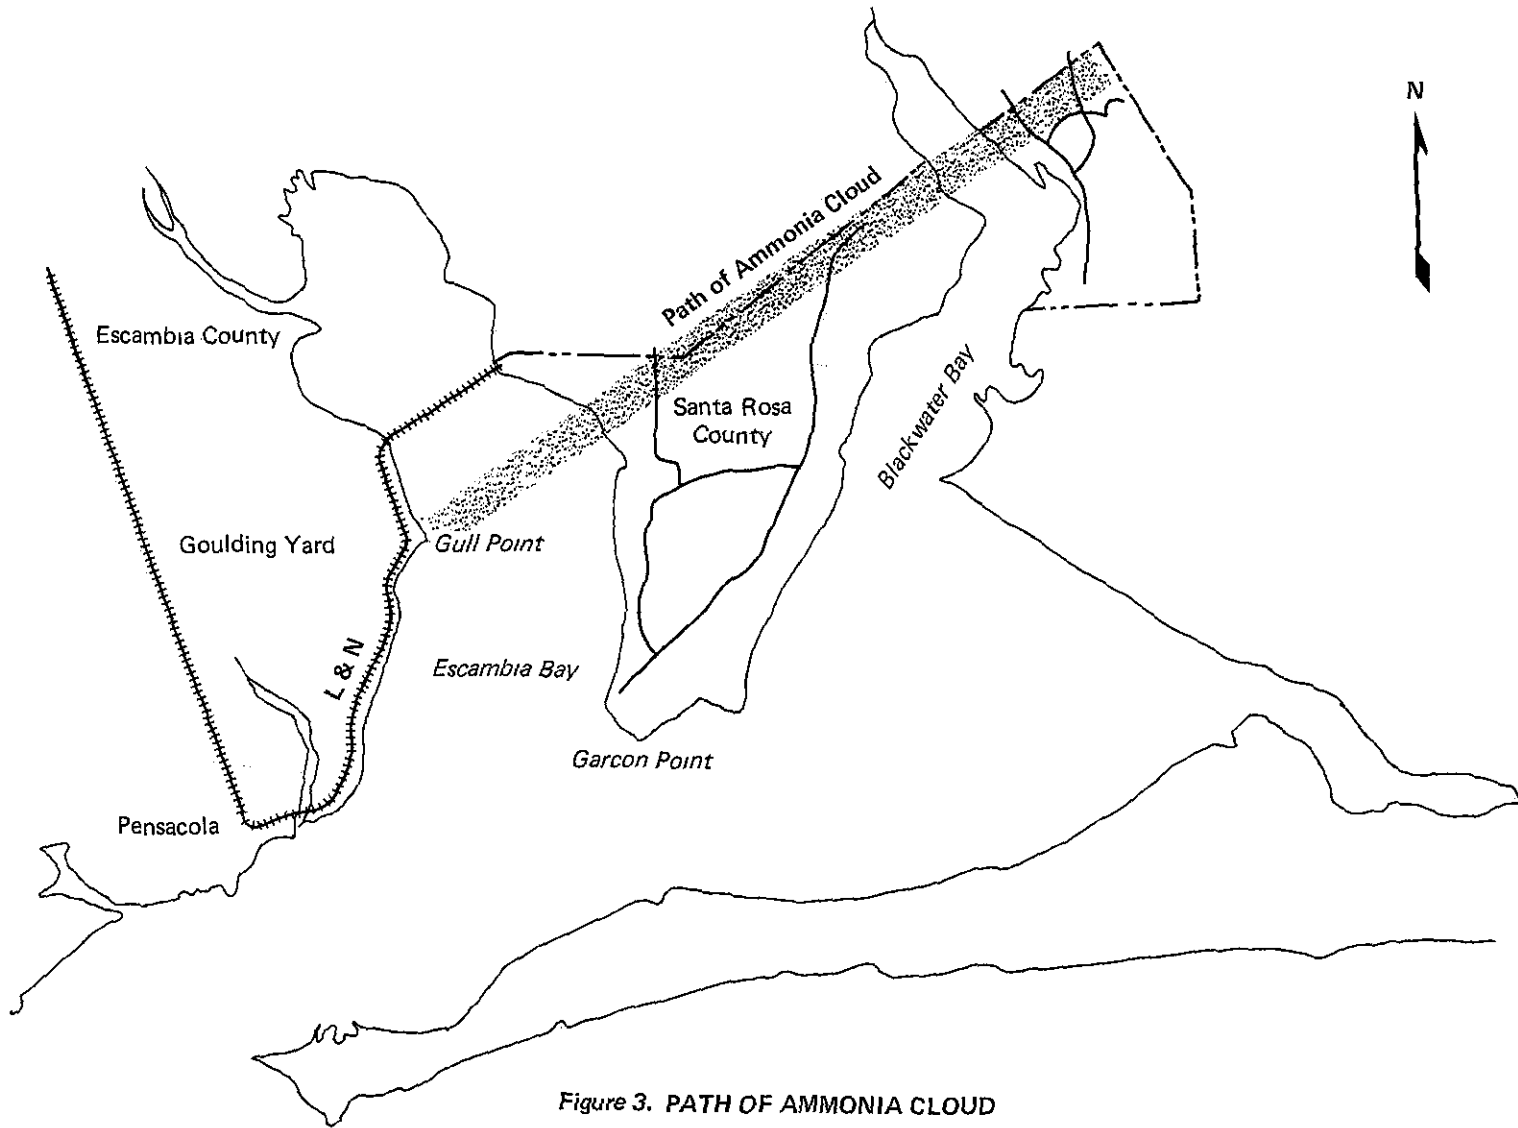 N
Path of Ammonia Cloud
Escambia County
Santa Rosa
County
Blackwater Bay
Goulding Yard
Gull Point
L & N
Escambia Bay
Garcon Point
Pensacola
Figure 3. PATH OF AMMONIA CLOUD